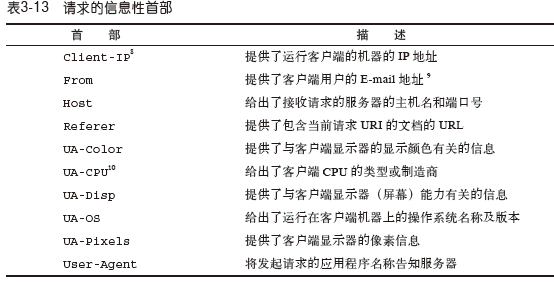 表3-13 请求的信息性首部
首 部 描 述
Client-IP⁸ 提供了运行客户端的机器的 IP 地址
From 提供了客户端用户的 E-mail 地址⁹
Host 给出了接收请求的服务器的主机名和端口号
Referer 提供了包含当前请求 URI 的文档的 URL
UA-Color 提供了与客户端显示器的显示颜色有关的信息
UA-CPU¹⁰ 给出了客户端 CPU 的类型或制造商
UA-Disp 提供了与客户端显示器（屏幕）能力有关的信息
UA-OS 给出了运行在客户端机器上的操作系统名称及版本
UA-Pixels 提供了客户端显示器的像素信息
User-Agent 将发起请求的应用程序名称告知服务器